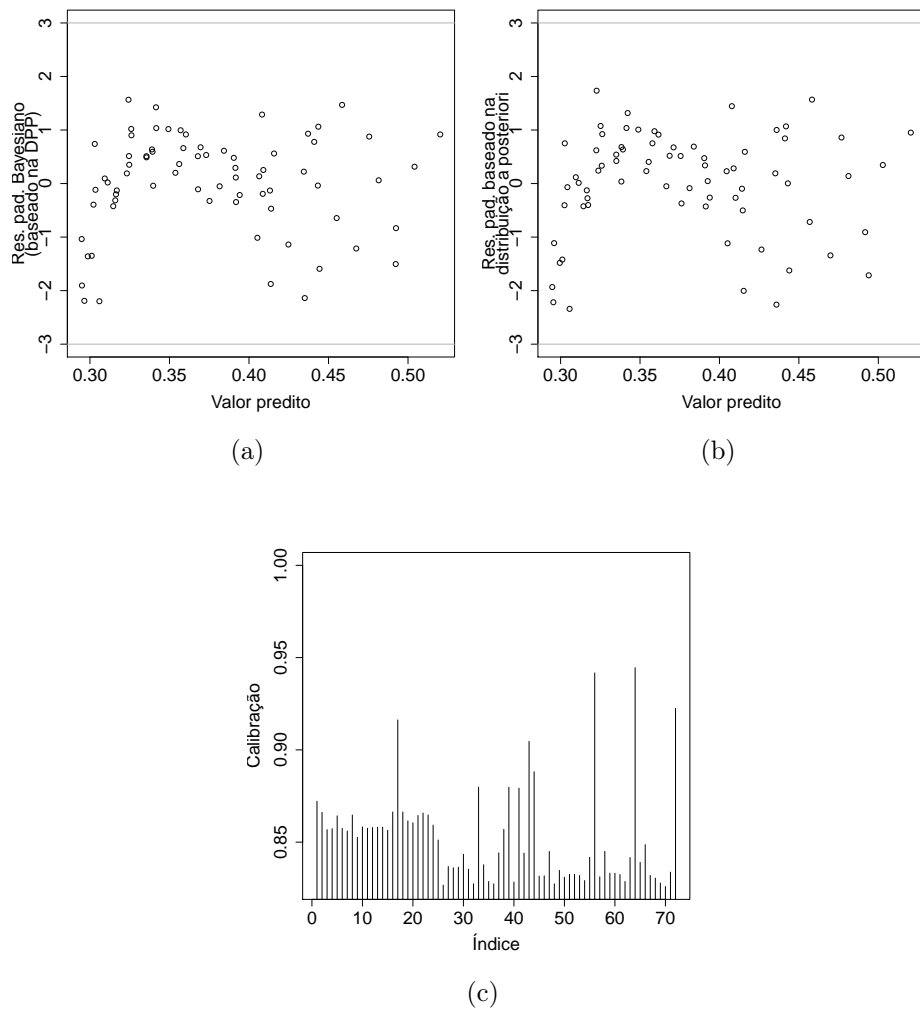 Res. pad. Bayesiano
(baseado na DPP)
3
2
1
0
−1
−2
−3
0.30 0.35 0.40 0.45 0.50
Valor predito
(a)
Res. pad. baseado na
distribuição a posteriori
3
2
1
0
−1
−2
−3
0.30 0.35 0.40 0.45 0.50
Valor predito
(b)
Calibração
1.00
0.95
0.90
0.85
0 10 20 30 40 50 60 70
Índice
(c)